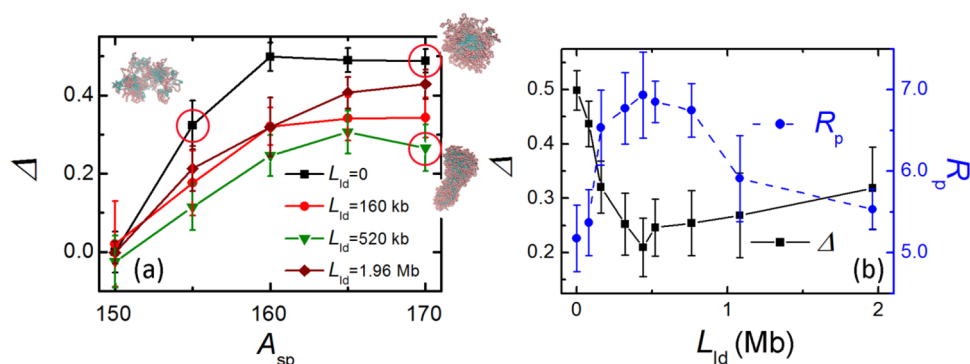 0.4
0.2
0.0
Δ
150
155
160
165
170
A_sp
(a)
L_ld=0
L_ld=160 kb
L_ld=520 kb
L_ld=1.96 Mb
0.5
0.4
0.3
0.2
Δ
0
1
2
L_ld (Mb)
7.0
6.0
5.0
R_p
R_p
Δ
(b)